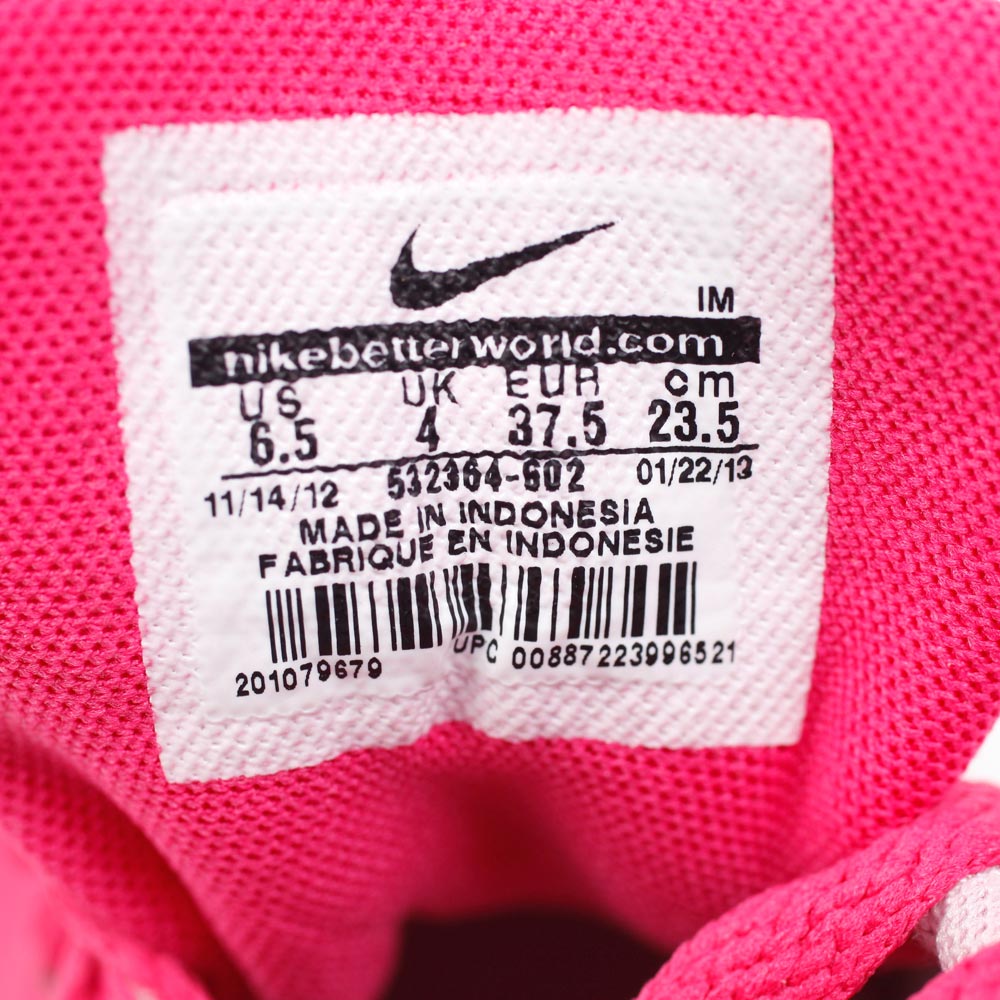 IM
nikebetterworld.com
US UK EUR cm
6.5 4 37.5 23.5
11/14/12 532364-602 01/22/13
MADE IN INDONESIA
FABRIQUE EN INDONESIE
201079679 UPC 00887223996521